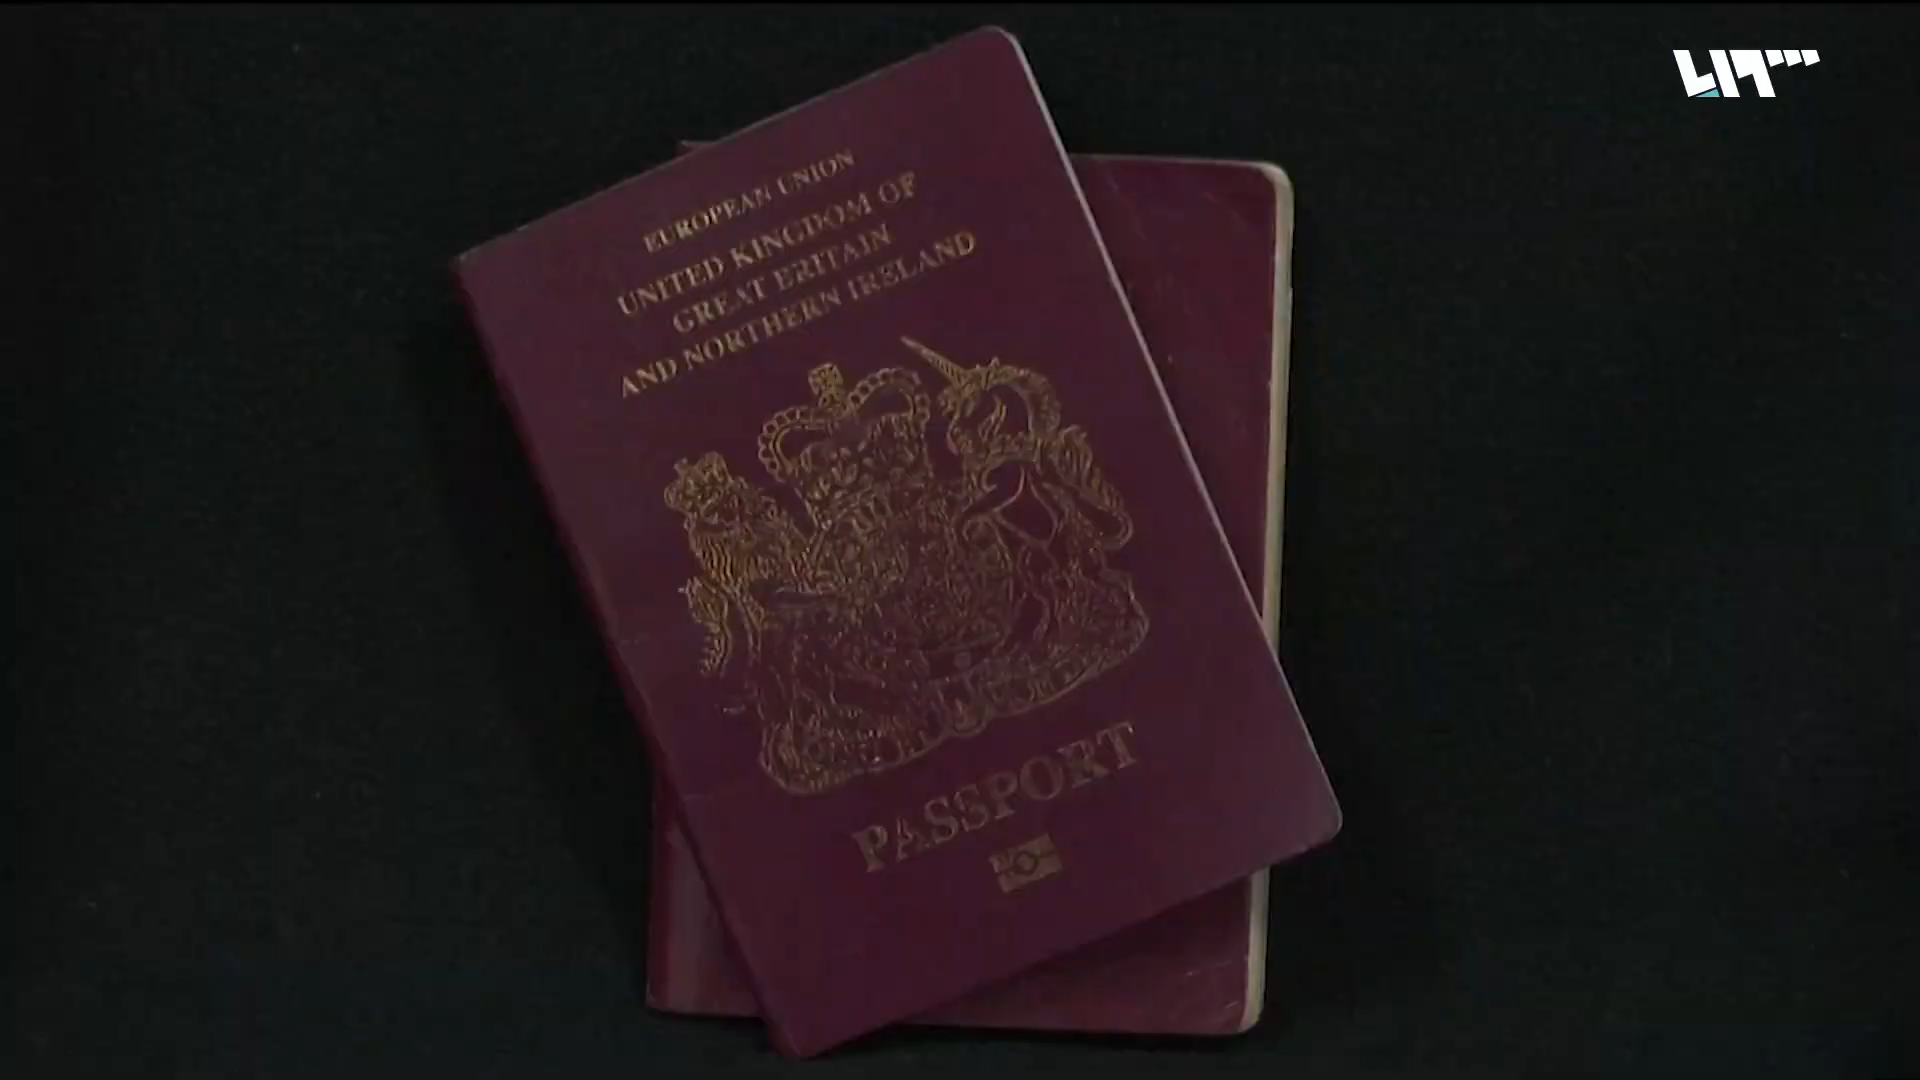 EUROPEAN UNION
UNITED KINGDOM OF
GREAT BRITAIN
AND NORTHERN IRELAND
PASSPORT